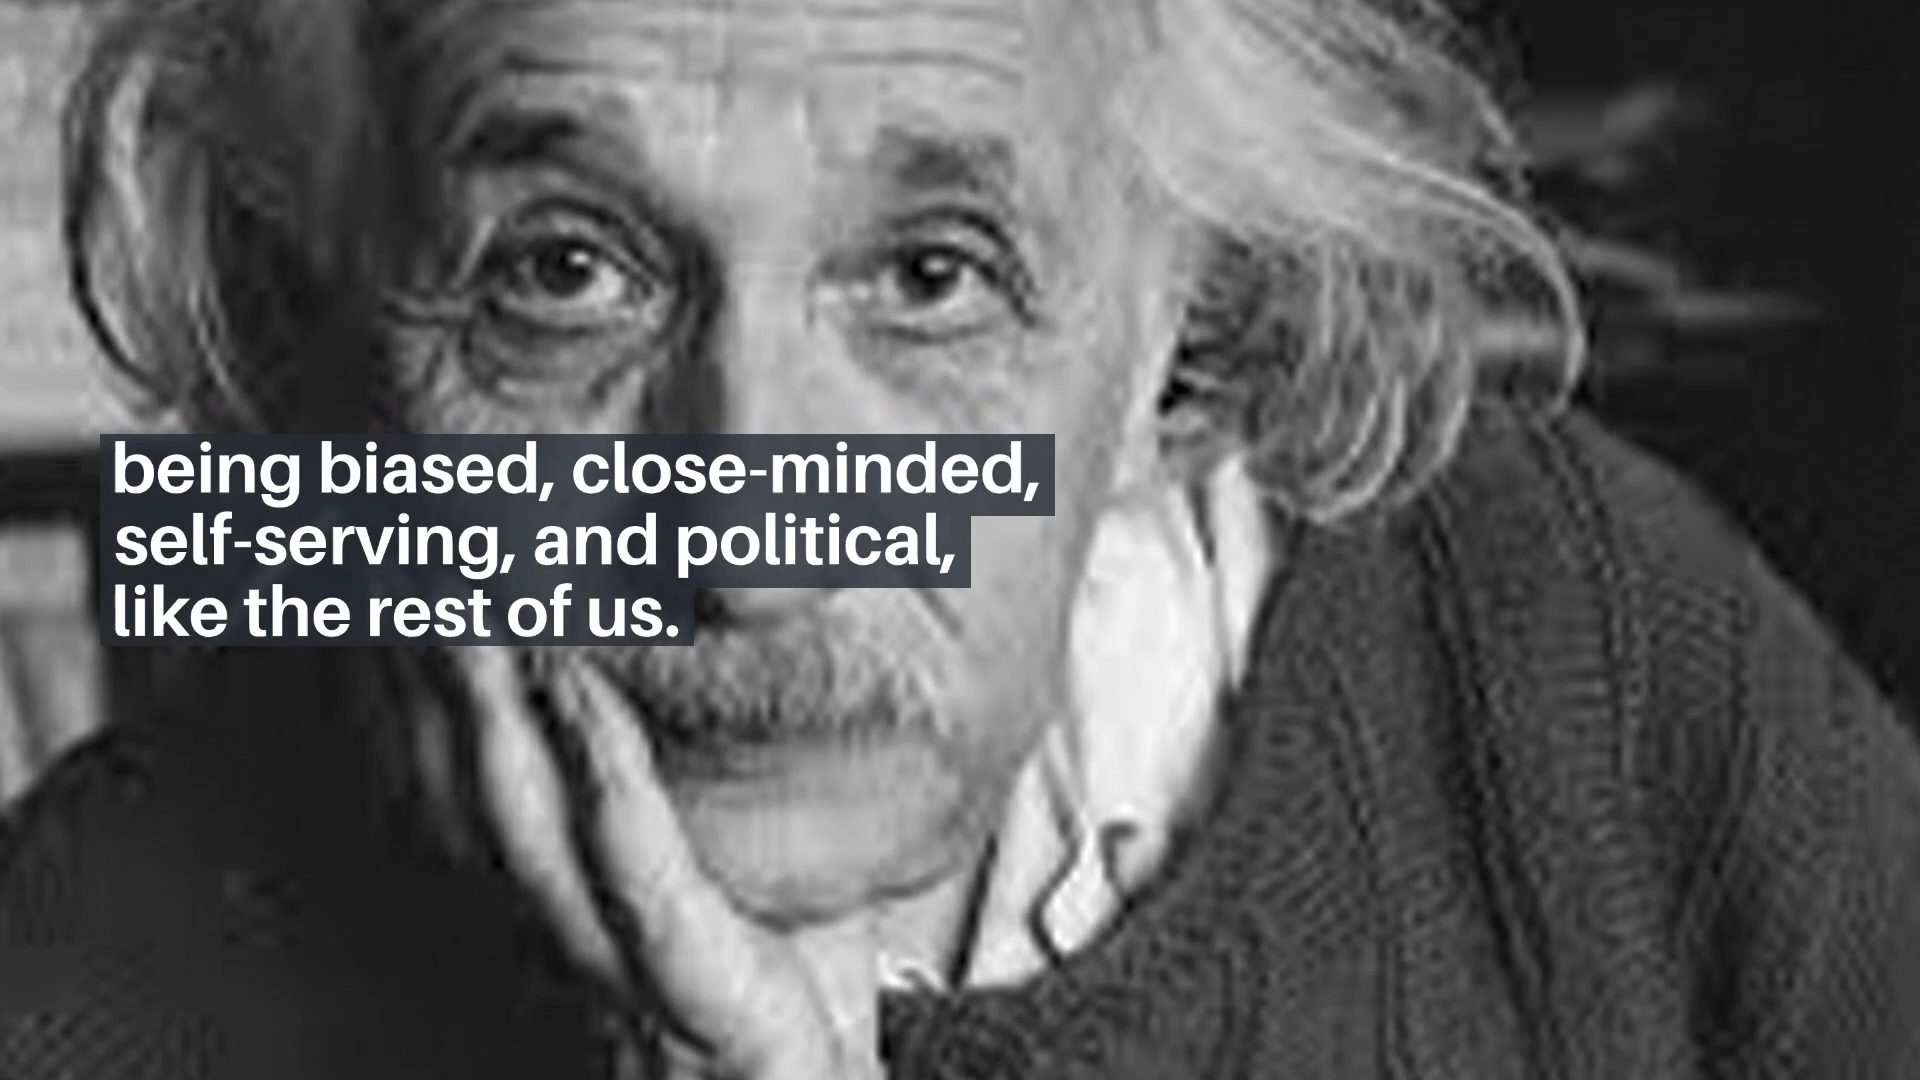 being biased, close-minded,
self-serving, and political,
like the rest of us.